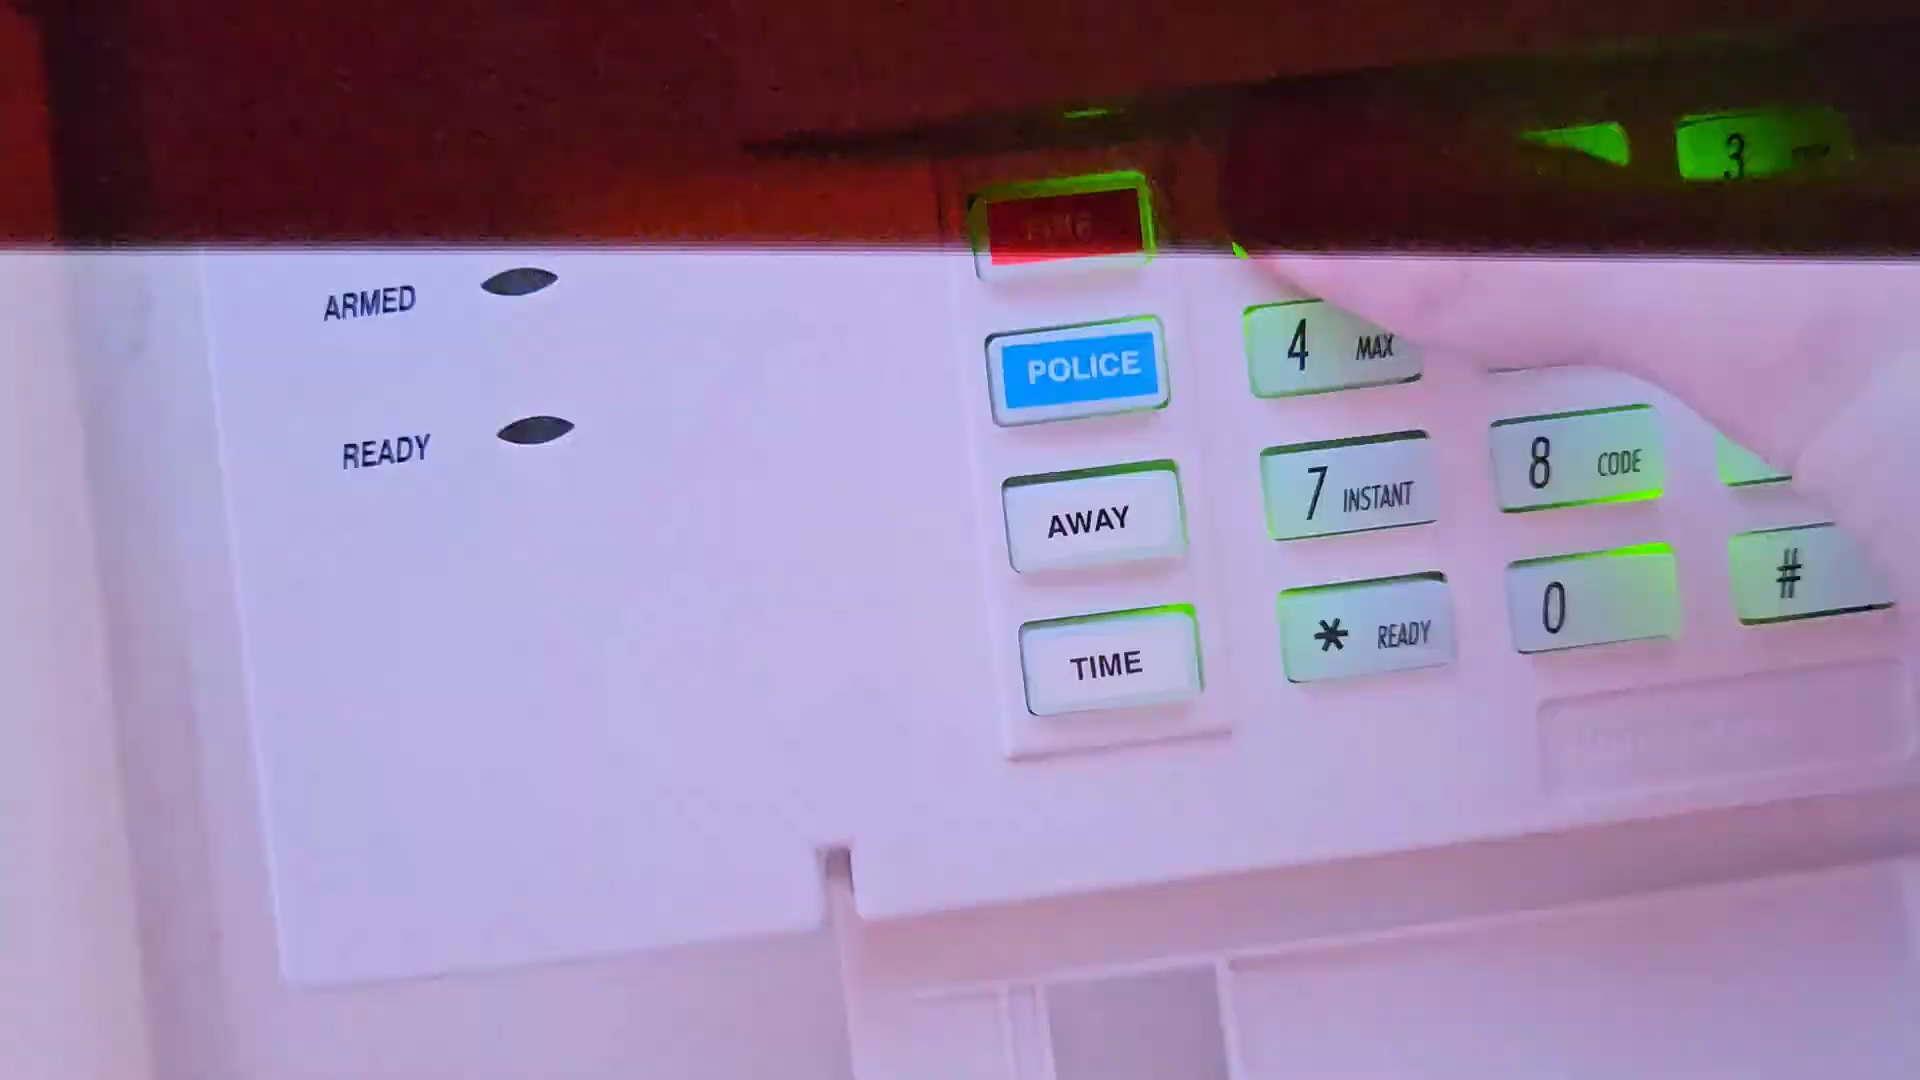 3
ARMED
POLICE
4 MAX
READY
8 CODE
7 INSTANT
AWAY
0
#
* READY
TIME